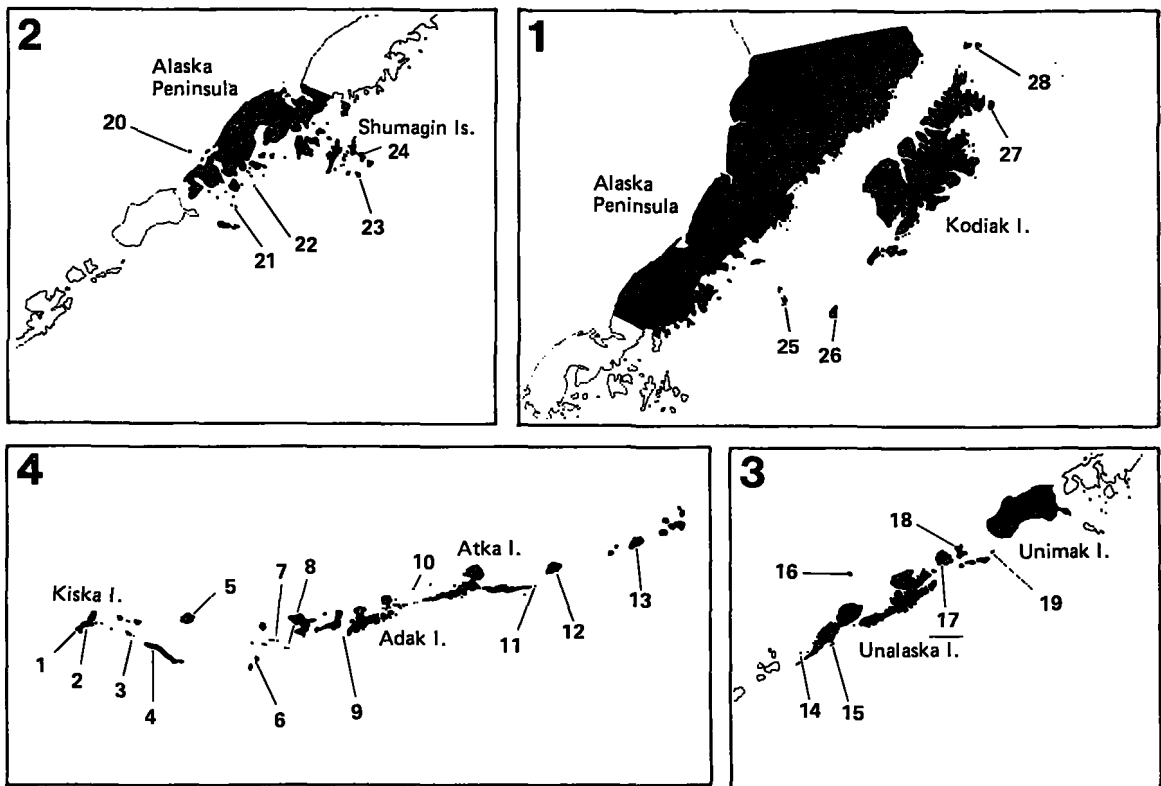 2
Alaska
Peninsula
20
Shumagin Is.
24
23
22
21
1
28
27
Alaska
Peninsula
Kodiak I.
25
26
4
Kiska I.
5
7
8
10
Atka I.
13
12
11
Adak I.
1
2
3
4
6
9
3
18
Unimak I.
16
17
19
Unalaska I.
14
15